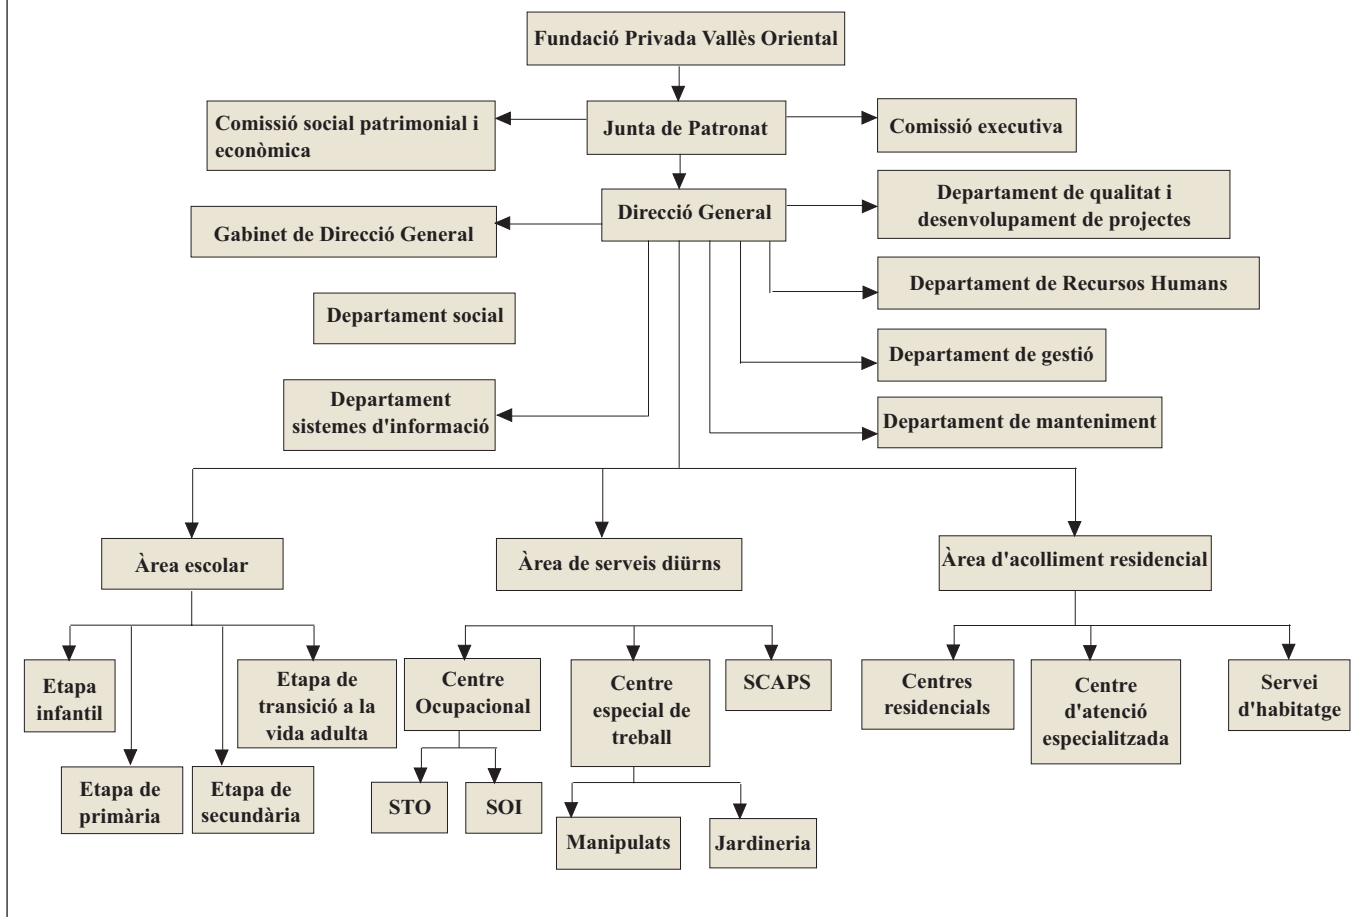 Fundació Privada Vallès Oriental
Comissió social patrimonial i
econòmica
Junta de Patronat
Comissió executiva
Direcció General
Departament de qualitat i
desenvolupament de projectes
Gabinet de Direcció General
Departament de Recursos Humans
Departament social
Departament de gestió
Departament
sistemes d'informació
Departament de manteniment
Àrea escolar
Àrea de serveis diürns
Àrea d'acolliment residencial
Etapa
infantil
Etapa de
transició a la
vida adulta
Etapa de
primària
Etapa de
secundària
Centre
Ocupacional
Centre
especial de
treball
SCAPS
STO
SOI
Manipulats
Jardineria
Centres
residencials
Centre
d'atenció
especialitzada
Servei
d'habitatge